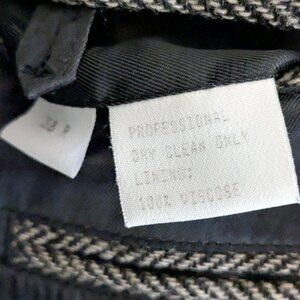 38 R
PROFESSIONAL
DRY CLEAN ONLY
LINING:
100% VISCOSE